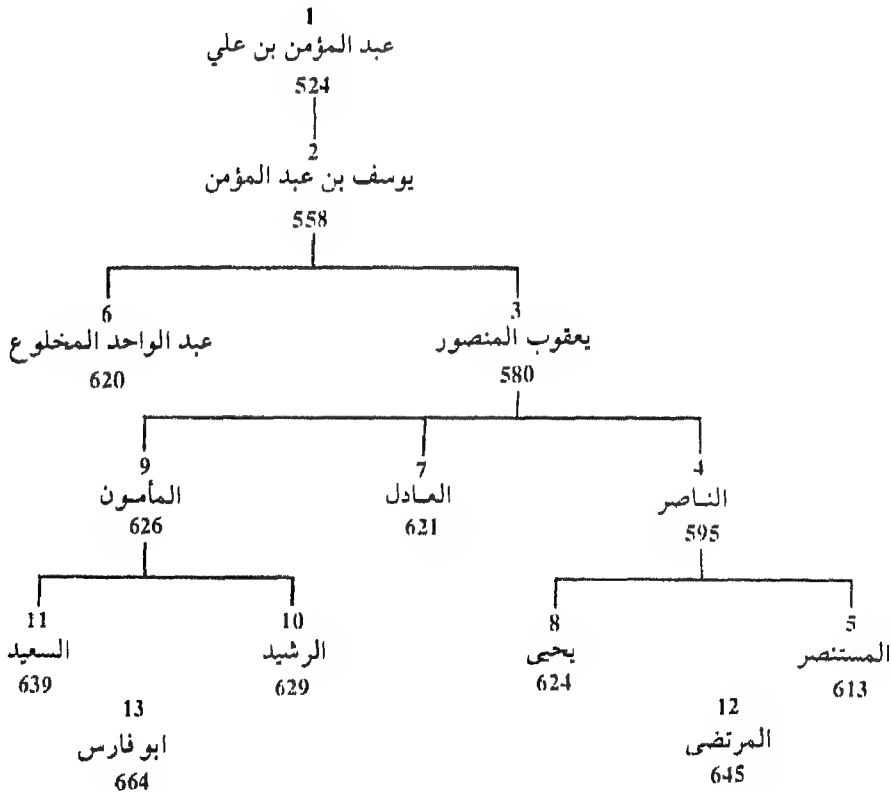 1
عبد المؤمن بن علي
524
2
يوسف بن عبد المؤمن
558
3
يعقوب المنصور
580
6
عبد الواحد المخلوع
620
4
الناصر
595
7
العادل
621
9
المأمون
626
5
المستنصر
613
8
يحيى
624
10
الرشيد
629
11
السعيد
639
12
المرتضى
645
13
ابو فارس
664